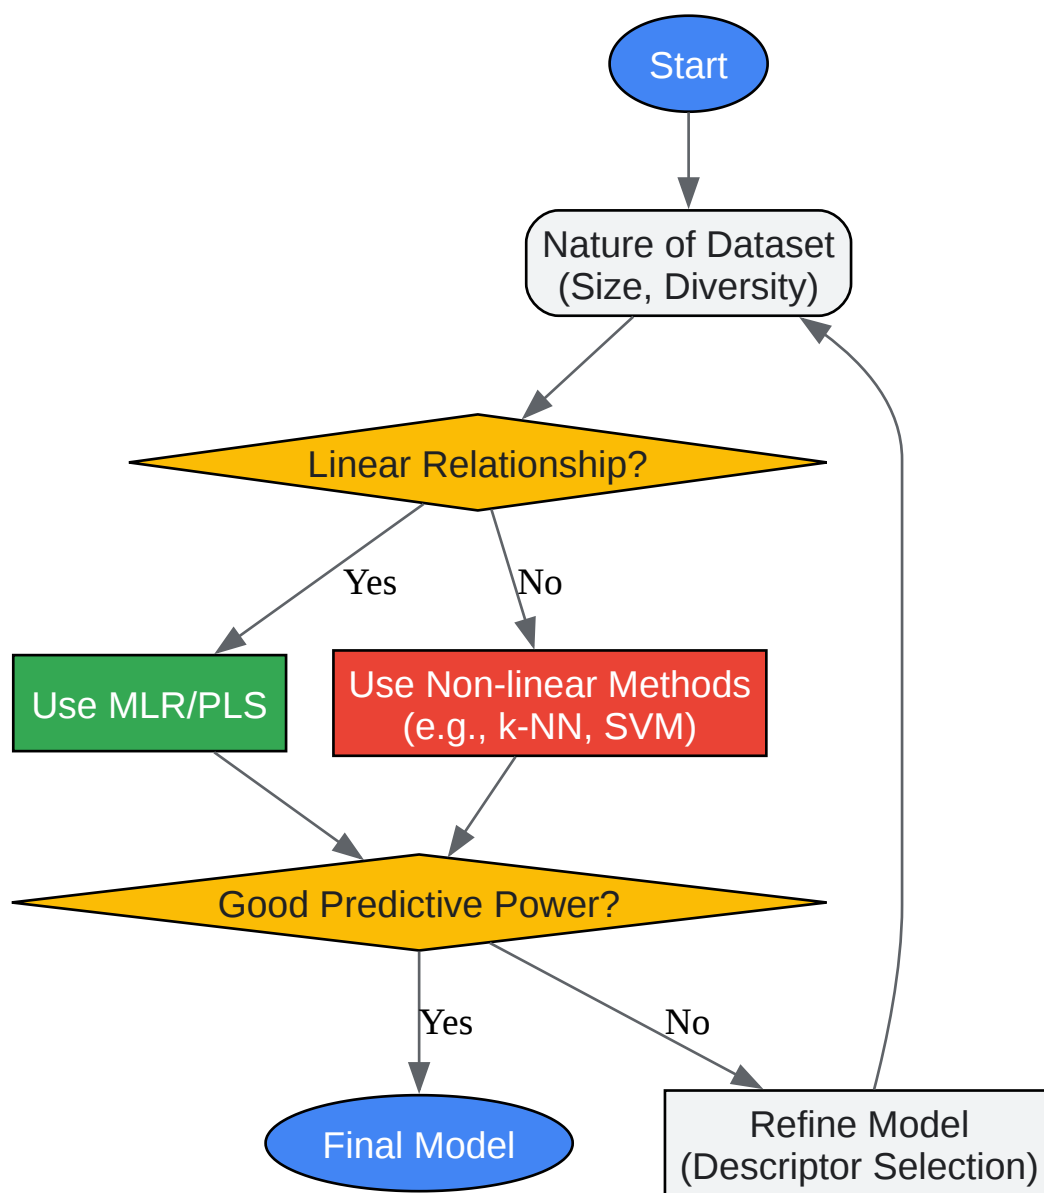 Start
Nature of Dataset
(Size, Diversity)
Linear Relationship?
Yes
No
Use MLR/PLS
Use Non-linear Methods
(e.g., k-NN, SVM)
Good Predictive Power?
Yes
No
Final Model
Refine Model
(Descriptor Selection)